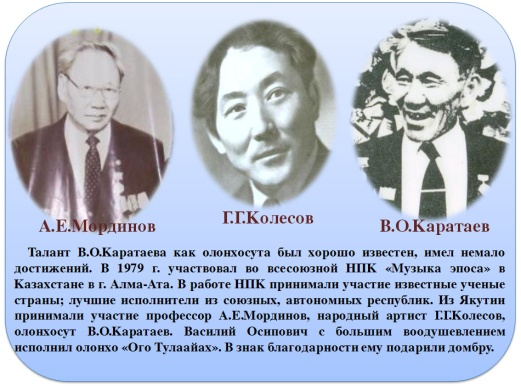 А.Е.Мординов
Г.Г.Колесов
В.О.Каратаев
Талант В.О.Каратаева как олонхосута был хорошо известен, имел немало
достижений. В 1979 г. участвовал во всесоюзной НПК «Музыка эпоса» в
Казахстане в г. Алма-Ата. В работе НПК принимали участие известные ученые
страны; лучшие исполнители из союзных, автономных республик. Из Якутии
принимали участие профессор А.Е.Мординов, народный артист Г.Г.Колесов,
олонхосут В.О.Каратаев. Василий Осипович с большим воодушевлением
исполнил олонхо «Ого Тулаайах». В знак благодарности ему подарили домбру.